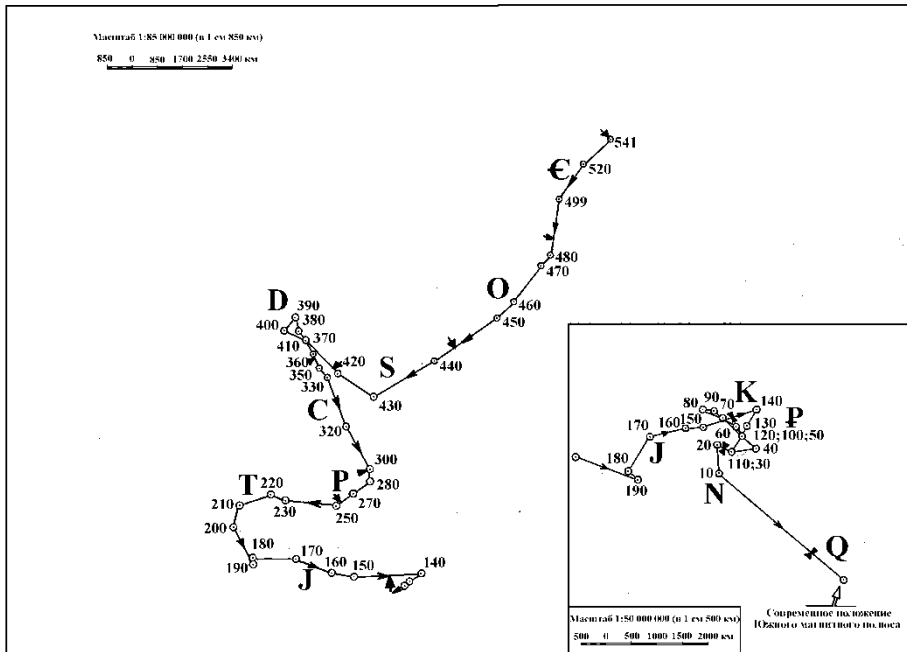 Масштаб 1:85 000 000 (в 1 см 850 км)
850 0 850 1700 2550 3400 км
541
Є
520
499
480
470
O
460
450
D
390
400
380
370
410
360
420
350
330
440
S
430
C
320
300
P
280
270
T
220
230
250
210
200
180
190
170
J
160
150
140
80
90
70
K
140
P
170
160
150
130
60
120;100;50
J
20
40
180
110;30
190
10
N
Q
Современное положение
Южного магнитного полюса
Масштаб 1:50 000 000 (в 1 см 500 км)
500 0 500 1000 1500 2000 км